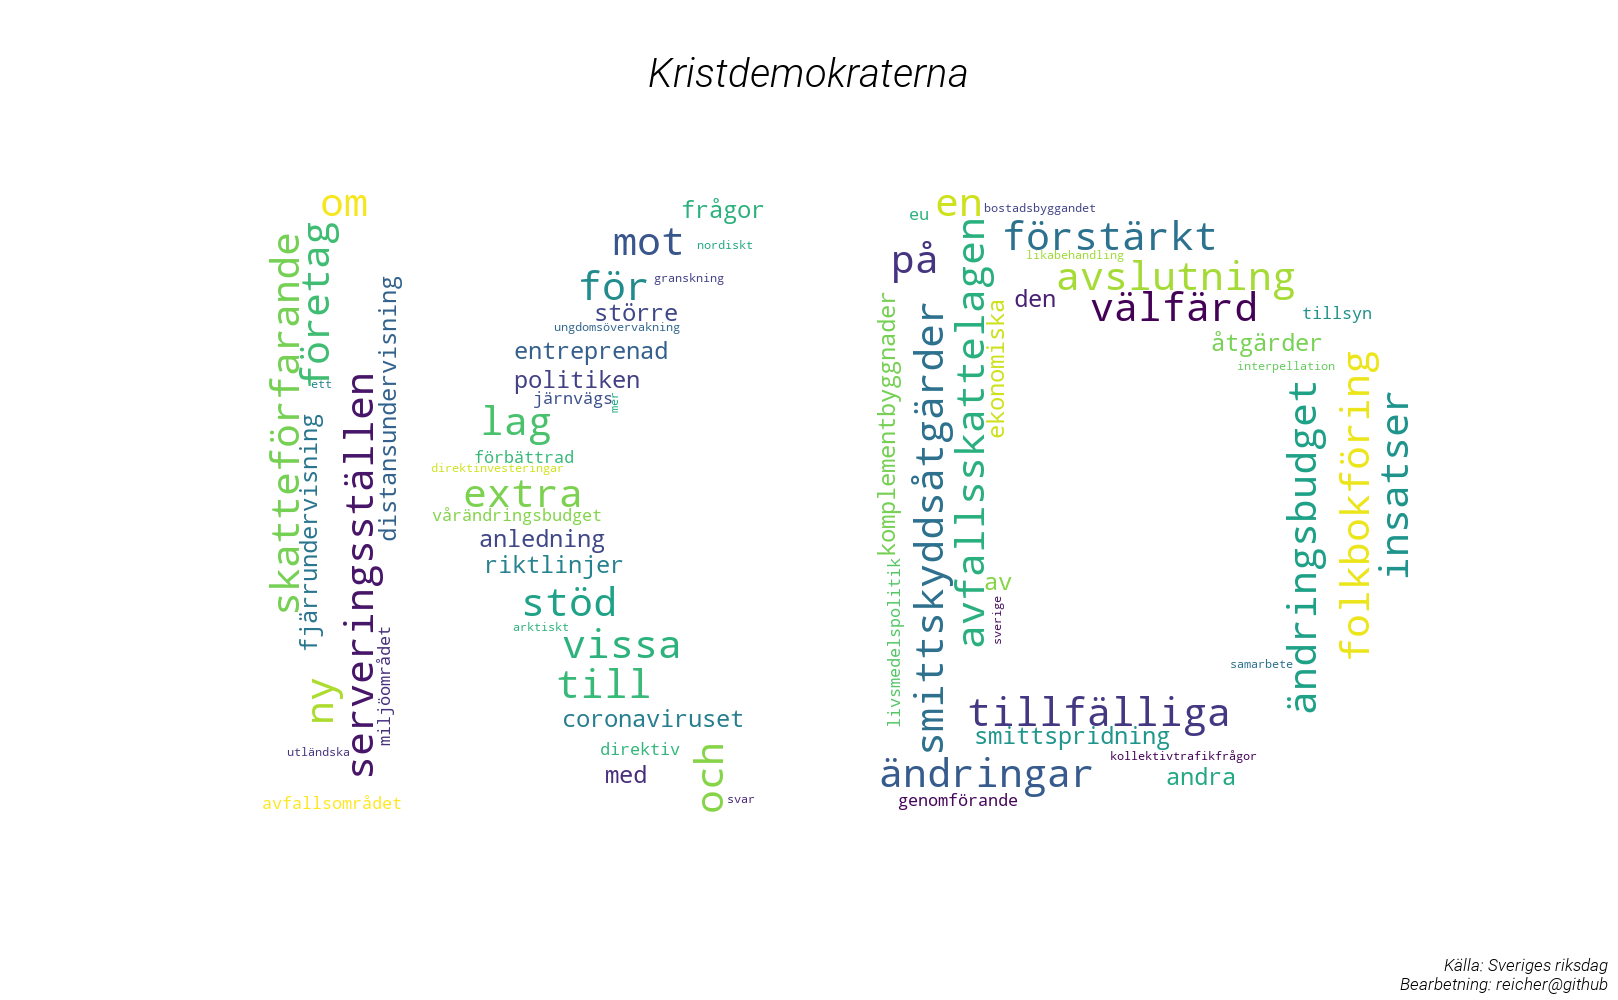 Kristdemokraterna
om
skatteförfarande
företag
ett
fjärrundervisning
serveringsställen
distansundervisning
ny
miljöområdet
utländska
avfallsområdet
frågor
mot
nordiskt
för
granskning
större
ungdomsövervakning
entreprenad
politiken
järnvägs
mer
lag
förbättrad
direktinvesteringar
extra
vårändringsbudget
anledning
riktlinjer
stöd
arktiskt
vissa
till
coronaviruset
direktiv
med
och
svar
eu
en
bostadsbyggandet
förstärkt
på
likabehandling
avslutning
den
välfärd
tillsyn
åtgärder
interpellation
komplementbyggnader
smittskyddsåtgärder
avfallsskattelagen
ekonomiska
av
sverige
livsmedelspolitik
ändringsbudget
folkbokföring
insatser
samarbete
tillfälliga
smittspridning
kollektivtrafikfrågor
ändringar
andra
genomförande
Källa: Sveriges riksdag
Bearbetning: reicher@github